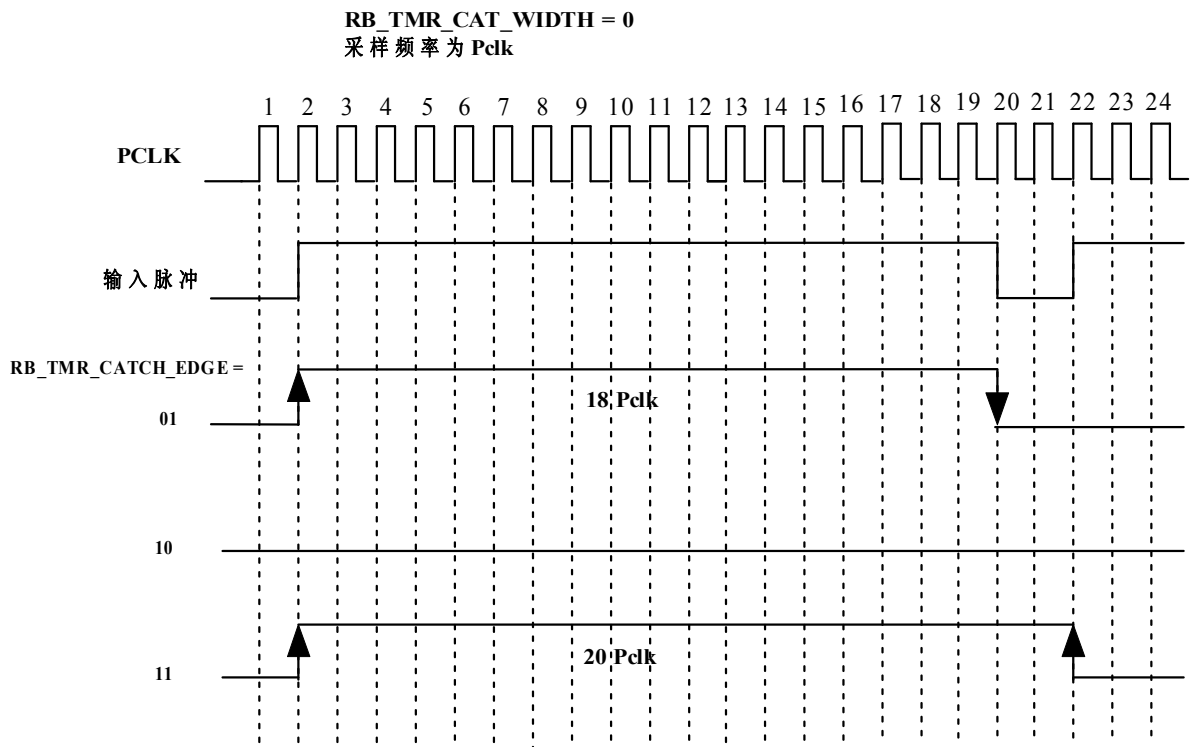 RB_TMR_CAT_WIDTH = 0
采样频率为 Pclk
1 2 3 4 5 6 7 8 9 10 11 12 13 14 15 16 17 18 19 20 21 22 23 24
PCLK
输入脉冲
RB_TMR_CATCH_EDGE =
18 Pclk
01
10
20 Pclk
11